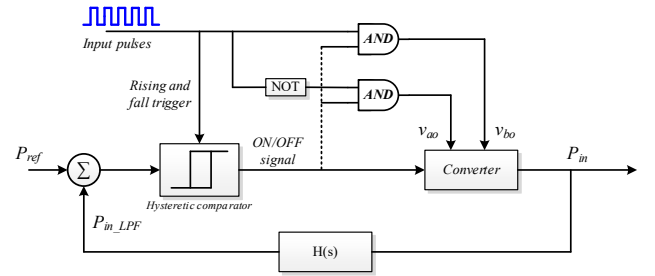 Input pulses
AND
NOT
AND
Rising and
fall trigger
ON/OFF
signal
v_ao
v_bo
P_ref
Σ
Converter
P_in
Hysteretic comparator
P_in_LPF
H(s)